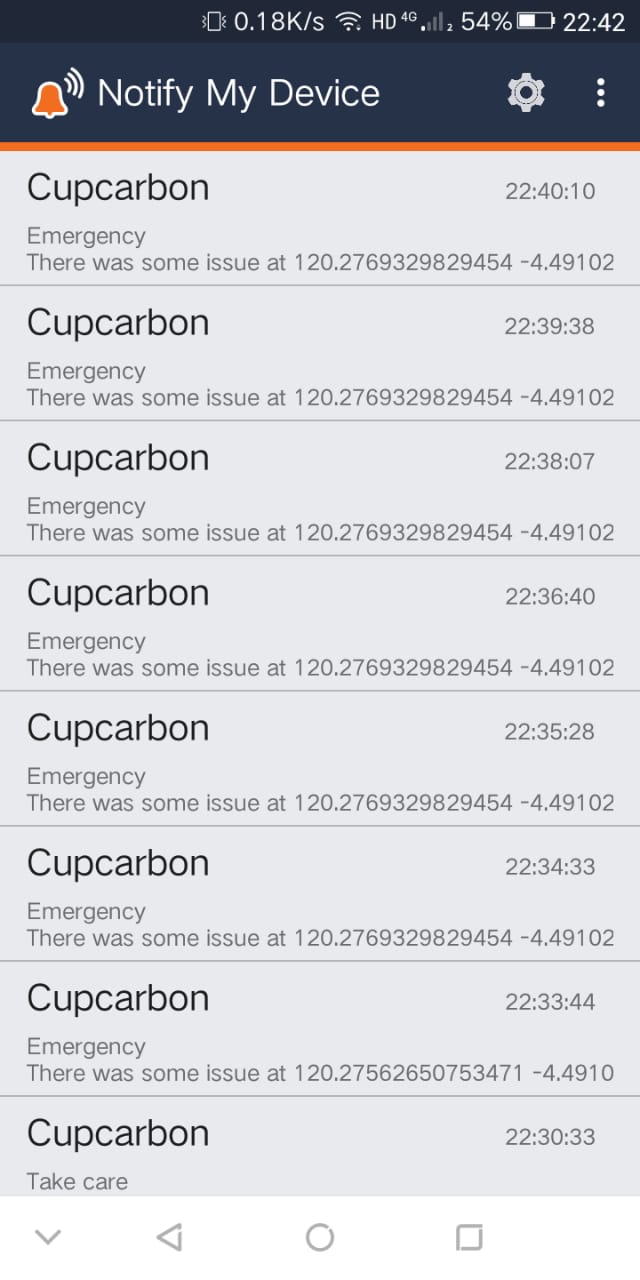 0.18K/s HD 4G 2 54% 22:42
Notify My Device
Cupcarbon 22:40:10
Emergency
There was some issue at 120.2769329829454 -4.49102
Cupcarbon 22:39:38
Emergency
There was some issue at 120.2769329829454 -4.49102
Cupcarbon 22:38:07
Emergency
There was some issue at 120.2769329829454 -4.49102
Cupcarbon 22:36:40
Emergency
There was some issue at 120.2769329829454 -4.49102
Cupcarbon 22:35:28
Emergency
There was some issue at 120.2769329829454 -4.49102
Cupcarbon 22:34:33
Emergency
There was some issue at 120.2769329829454 -4.49102
Cupcarbon 22:33:44
Emergency
There was some issue at 120.27562650753471 -4.4910
Cupcarbon 22:30:33
Take care